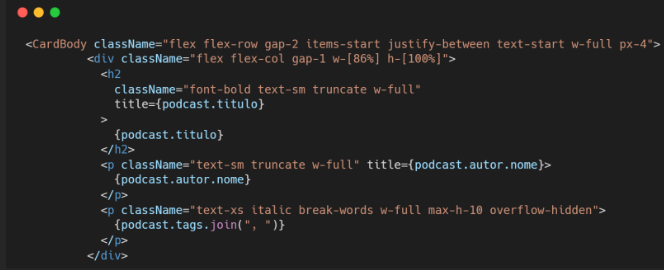 <CardBody className="flex flex-row gap-2 items-start justify-between text-start w-full px-4">
<div className="flex flex-col gap-1 w-[86%] h-[100%]">
<h2
className="font-bold text-sm truncate w-full"
title={podcast.titulo}
>
{podcast.titulo}
</h2>
<p className="text-sm truncate w-full" title={podcast.autor.nome}>
{podcast.autor.nome}
</p>
<p className="text-xs italic break-words w-full max-h-10 overflow-hidden">
{podcast.tags.join(", ")}
</p>
</div>